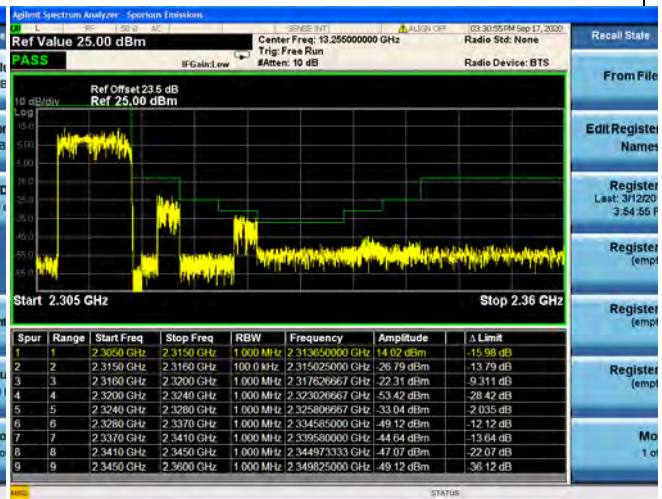 Agilent Spectrum Analyzer - Spurious Emissions
L RF 50 Ω AC SENSE:INT ALIGN OFF 03:30:55 PM Sep 17, 2020
Ref Value 25.00 dBm
Center Freq: 13.255000000 GHz
Radio Std: None
Recall State
Trig: Free Run
PASS
IFGain:Low
#Atten: 10 dB
Radio Device: BTS
From File
Ref Offset 23.5 dB
10 dB/div Ref 25.00 dBm
Log
15.0
5.00
-5.00
Edit Register
Names
Register
Last: 3/12/20
3:54:55 P
Register
(empt
Start 2.305 GHz
Stop 2.36 GHz
Register
(empt
Spur Range Start Freq Stop Freq RBW Frequency Amplitude Δ Limit
1 1 2.3050 GHz 2.3150 GHz 1.000 MHz 2.313650000 GHz 14.02 dBm -15.98 dB
2 2 2.3150 GHz 2.3160 GHz 100.0 kHz 2.315025000 GHz -26.79 dBm -13.79 dB
3 3 2.3160 GHz 2.3200 GHz 1.000 MHz 2.317626667 GHz -22.31 dBm -9.311 dB
4 4 2.3200 GHz 2.3240 GHz 1.000 MHz 2.323026667 GHz -53.42 dBm -28.42 dB
5 5 2.3240 GHz 2.3280 GHz 1.000 MHz 2.325806667 GHz -33.04 dBm -2.035 dB
6 6 2.3280 GHz 2.3370 GHz 1.000 MHz 2.334585000 GHz -49.12 dBm -12.12 dB
7 7 2.3370 GHz 2.3410 GHz 1.000 MHz 2.339580000 GHz -44.64 dBm -13.64 dB
8 8 2.3410 GHz 2.3450 GHz 1.000 MHz 2.344973333 GHz -47.07 dBm -22.07 dB
9 9 2.3450 GHz 2.3600 GHz 1.000 MHz 2.349825000 GHz -49.12 dBm -36.12 dB
Register
(empt
Mo
1 of
MSG
STATUS